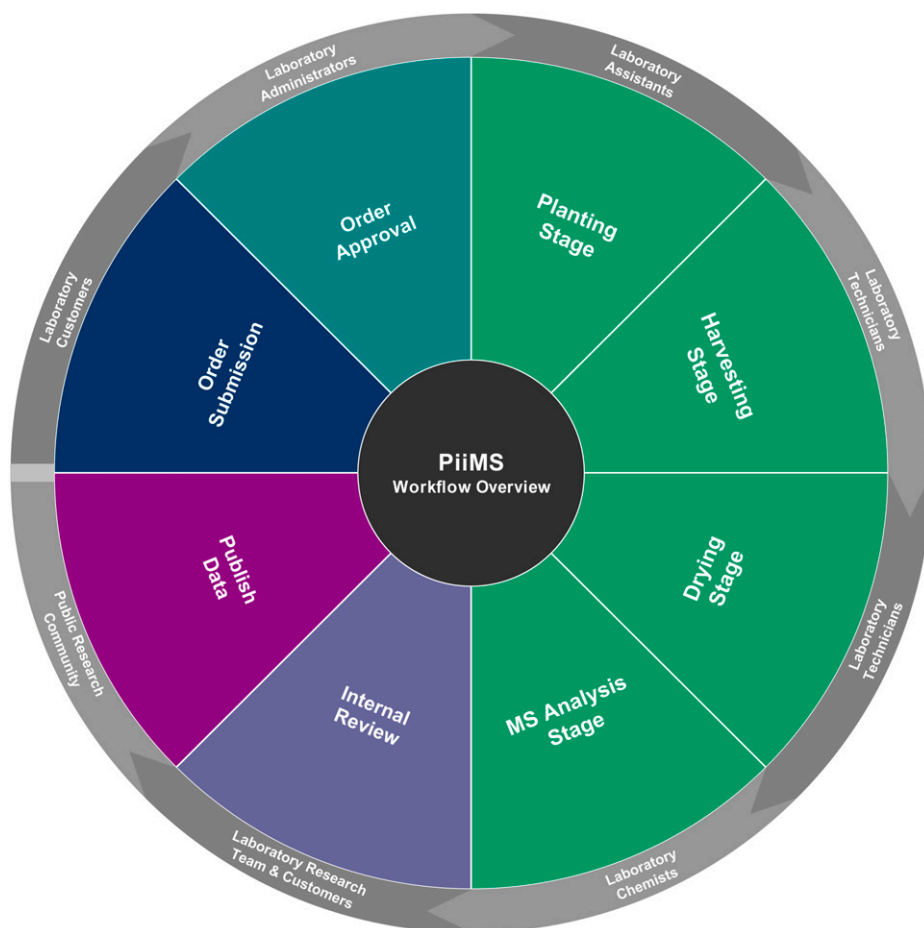 PiiMS
Workflow Overview
Laboratory
Customers
Order
Submission
Laboratory
Administrators
Order
Approval
Laboratory
Assistants
Planting
Stage
Laboratory
Technicians
Harvesting
Stage
Laboratory
Technicians
Drying
Stage
Laboratory
Chemists
MS Analysis
Stage
Laboratory Research
Team & Customers
Internal
Review
Public Research
Community
Publish
Data